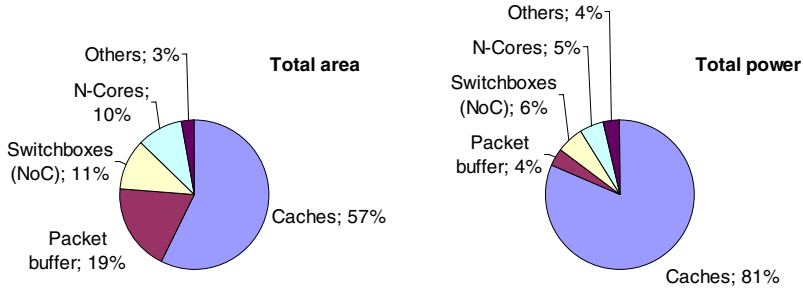 Total area
Others; 3%
N-Cores;
10%
Switchboxes
(NoC); 11%
Packet
buffer; 19%
Caches; 57%
Total power
Others; 4%
N-Cores; 5%
Switchboxes
(NoC); 6%
Packet
buffer; 4%
Caches; 81%